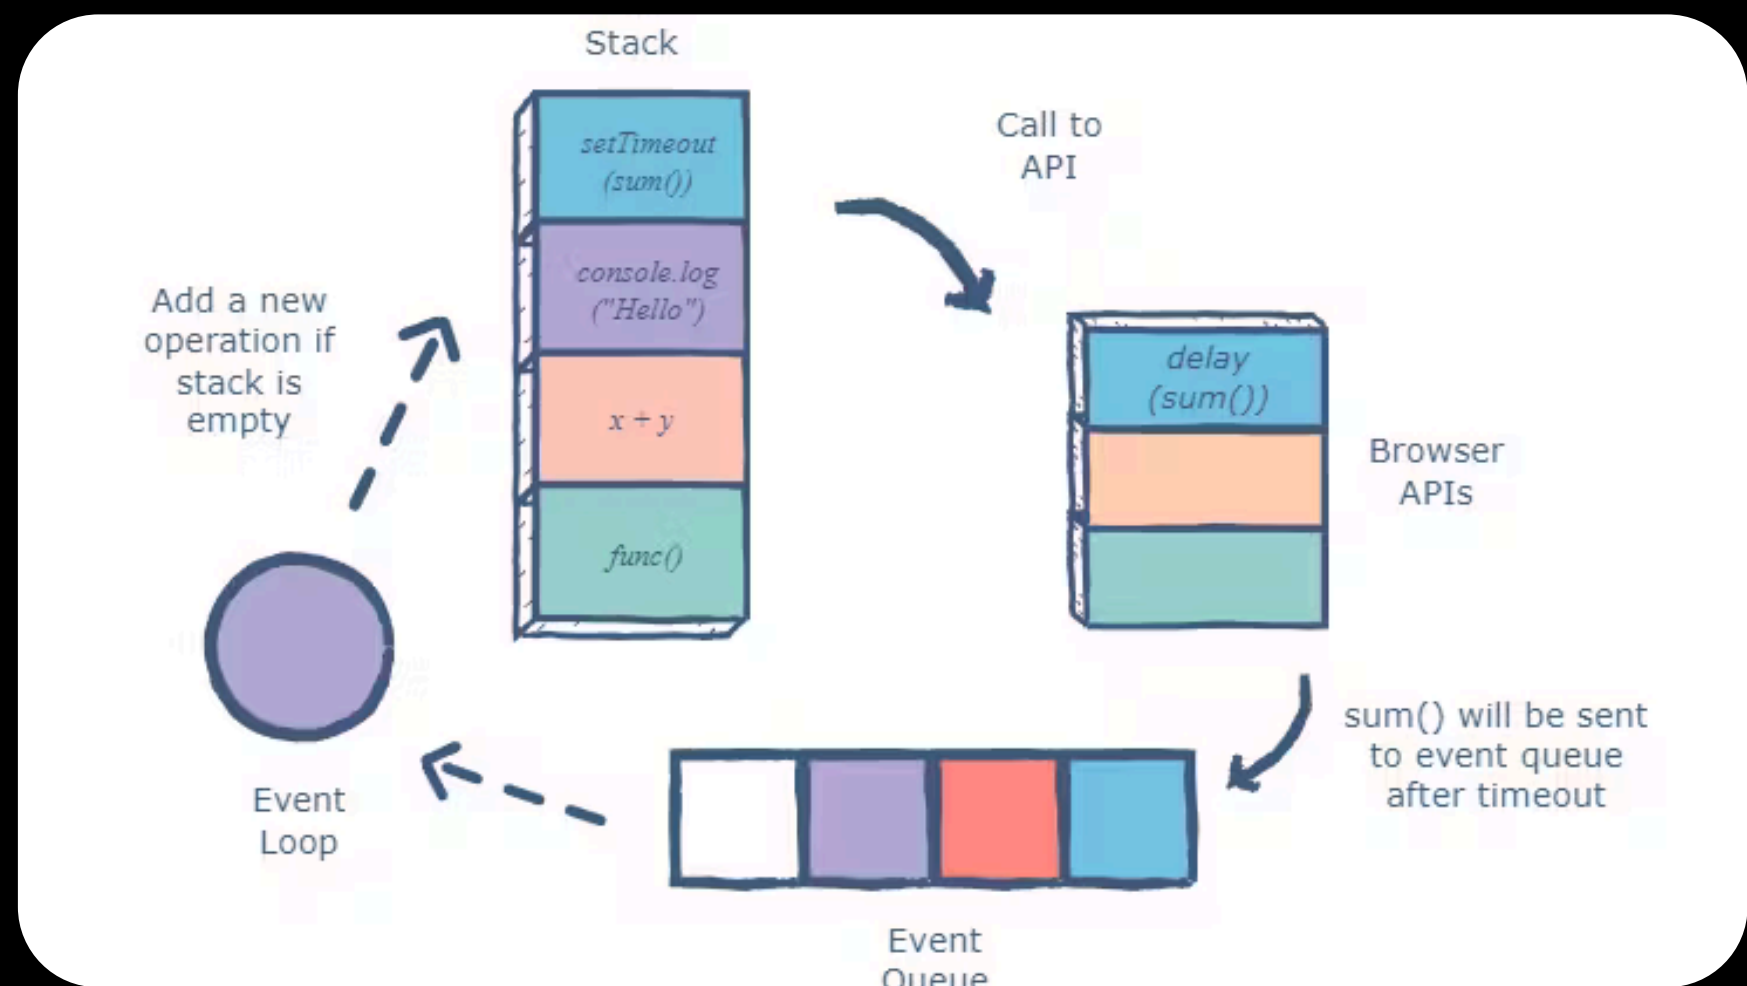 Stack
setTimeout
(sum())
console.log
("Hello")
x + y
func()
Call to
API
delay
(sum())
Browser
APIs
sum() will be sent
to event queue
after timeout
Event
Queue
Event
Loop
Add a new
operation if
stack is
empty